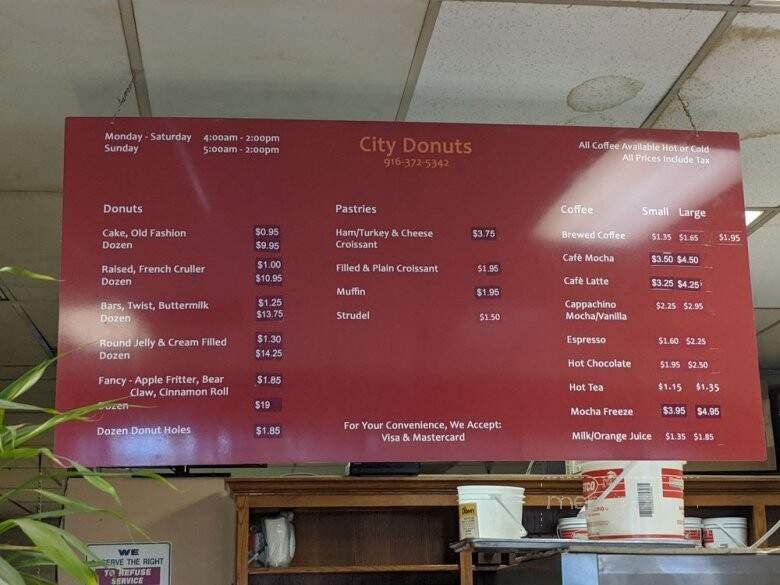 Monday - Saturday 4:00am - 2:00pm
Sunday 5:00am - 2:00pm
City Donuts
916-372-5342
All Coffee Available Hot or Cold
All Prices Include Tax
Donuts
Cake, Old Fashion $0.95
Dozen $9.95
Raised, French Cruller $1.00
Dozen $10.95
Bars, Twist, Buttermilk $1.25
Dozen $13.75
Round Jelly & Cream Filled $1.30
Dozen $14.25
Fancy - Apple Fritter, Bear $1.85
Claw, Cinnamon Roll
Dozen $19
Dozen Donut Holes $1.85
Pastries
Ham/Turkey & Cheese $3.75
Croissant
Filled & Plain Croissant $1.95
Muffin $1.95
Strudel $1.50
For Your Convenience, We Accept:
Visa & Mastercard
Coffee Small Large
Brewed Coffee $1.35 $1.65 $1.95
Cafè Mocha $3.50 $4.50
Cafè Latte $3.25 $4.25
Cappachino $2.25 $2.95
Mocha/Vanilla
Espresso $1.60 $2.25
Hot Chocolate $1.95 $2.50
Hot Tea $1.15 $1.35
Mocha Freeze $3.95 $4.95
Milk/Orange Juice $1.35 $1.85
WE
SERVE THE RIGHT
TO REFUSE
SERVICE